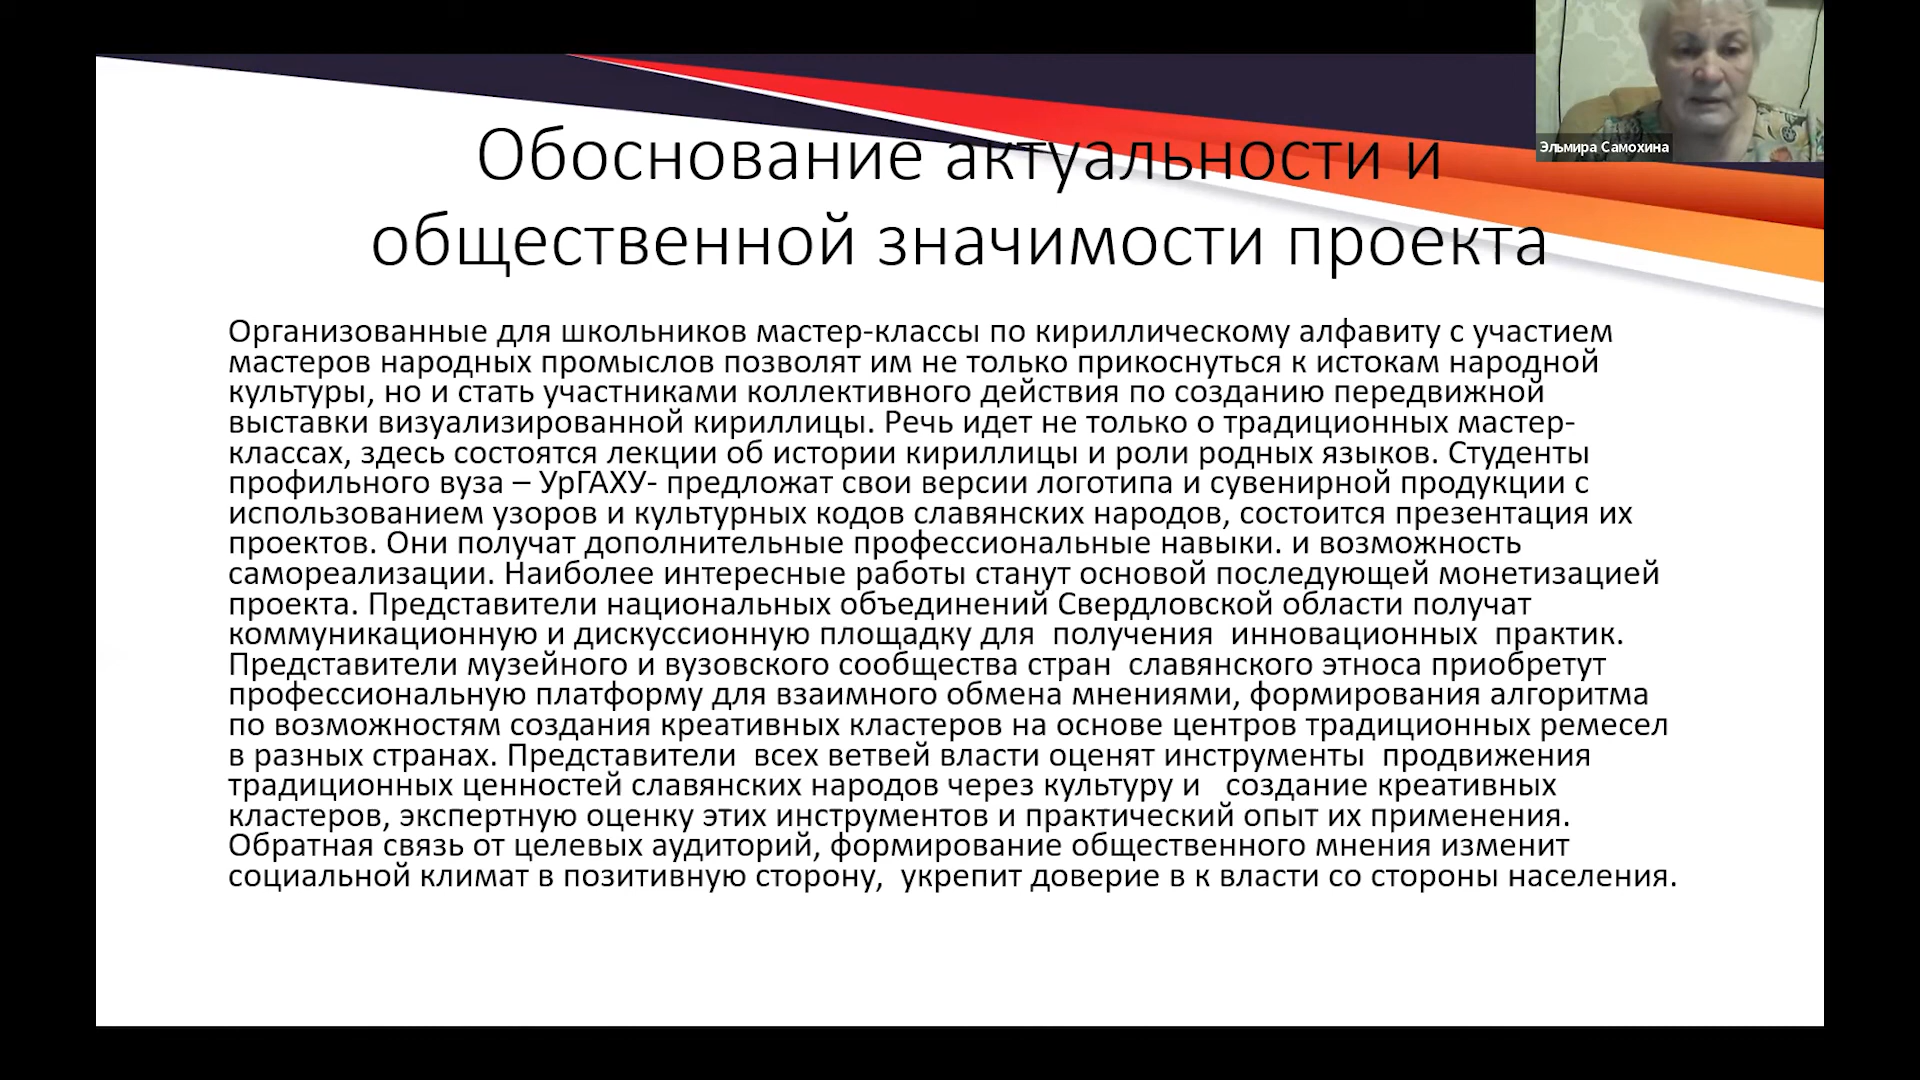 Эльмира Самохина
Обоснование актуальности и
общественной значимости проекта
Организованные для школьников мастер-классы по кириллическому алфавиту с участием
мастеров народных промыслов позволят им не только прикоснуться к истокам народной
культуры, но и стать участниками коллективного действия по созданию передвижной
выставки визуализированной кириллицы. Речь идет не только о традиционных мастер-
классах, здесь состоятся лекции об истории кириллицы и роли родных языков. Студенты
профильного вуза – УрГАХУ- предложат свои версии логотипа и сувенирной продукции с
использованием узоров и культурных кодов славянских народов, состоится презентация их
проектов. Они получат дополнительные профессиональные навыки. и возможность
самореализации. Наиболее интересные работы станут основой последующей монетизацией
проекта. Представители национальных объединений Свердловской области получат
коммуникационную и дискуссионную площадку для  получения  инновационных  практик.
Представители музейного и вузовского сообщества стран  славянского этноса приобретут
профессиональную платформу для взаимного обмена мнениями, формирования алгоритма
по возможностям создания креативных кластеров на основе центров традиционных ремесел
в разных странах. Представители  всех ветвей власти оценят инструменты  продвижения
традиционных ценностей славянских народов через культуру и   создание креативных
кластеров, экспертную оценку этих инструментов и практический опыт их применения.
Обратная связь от целевых аудиторий, формирование общественного мнения изменит
социальной климат в позитивную сторону,  укрепит доверие в к власти со стороны населения.